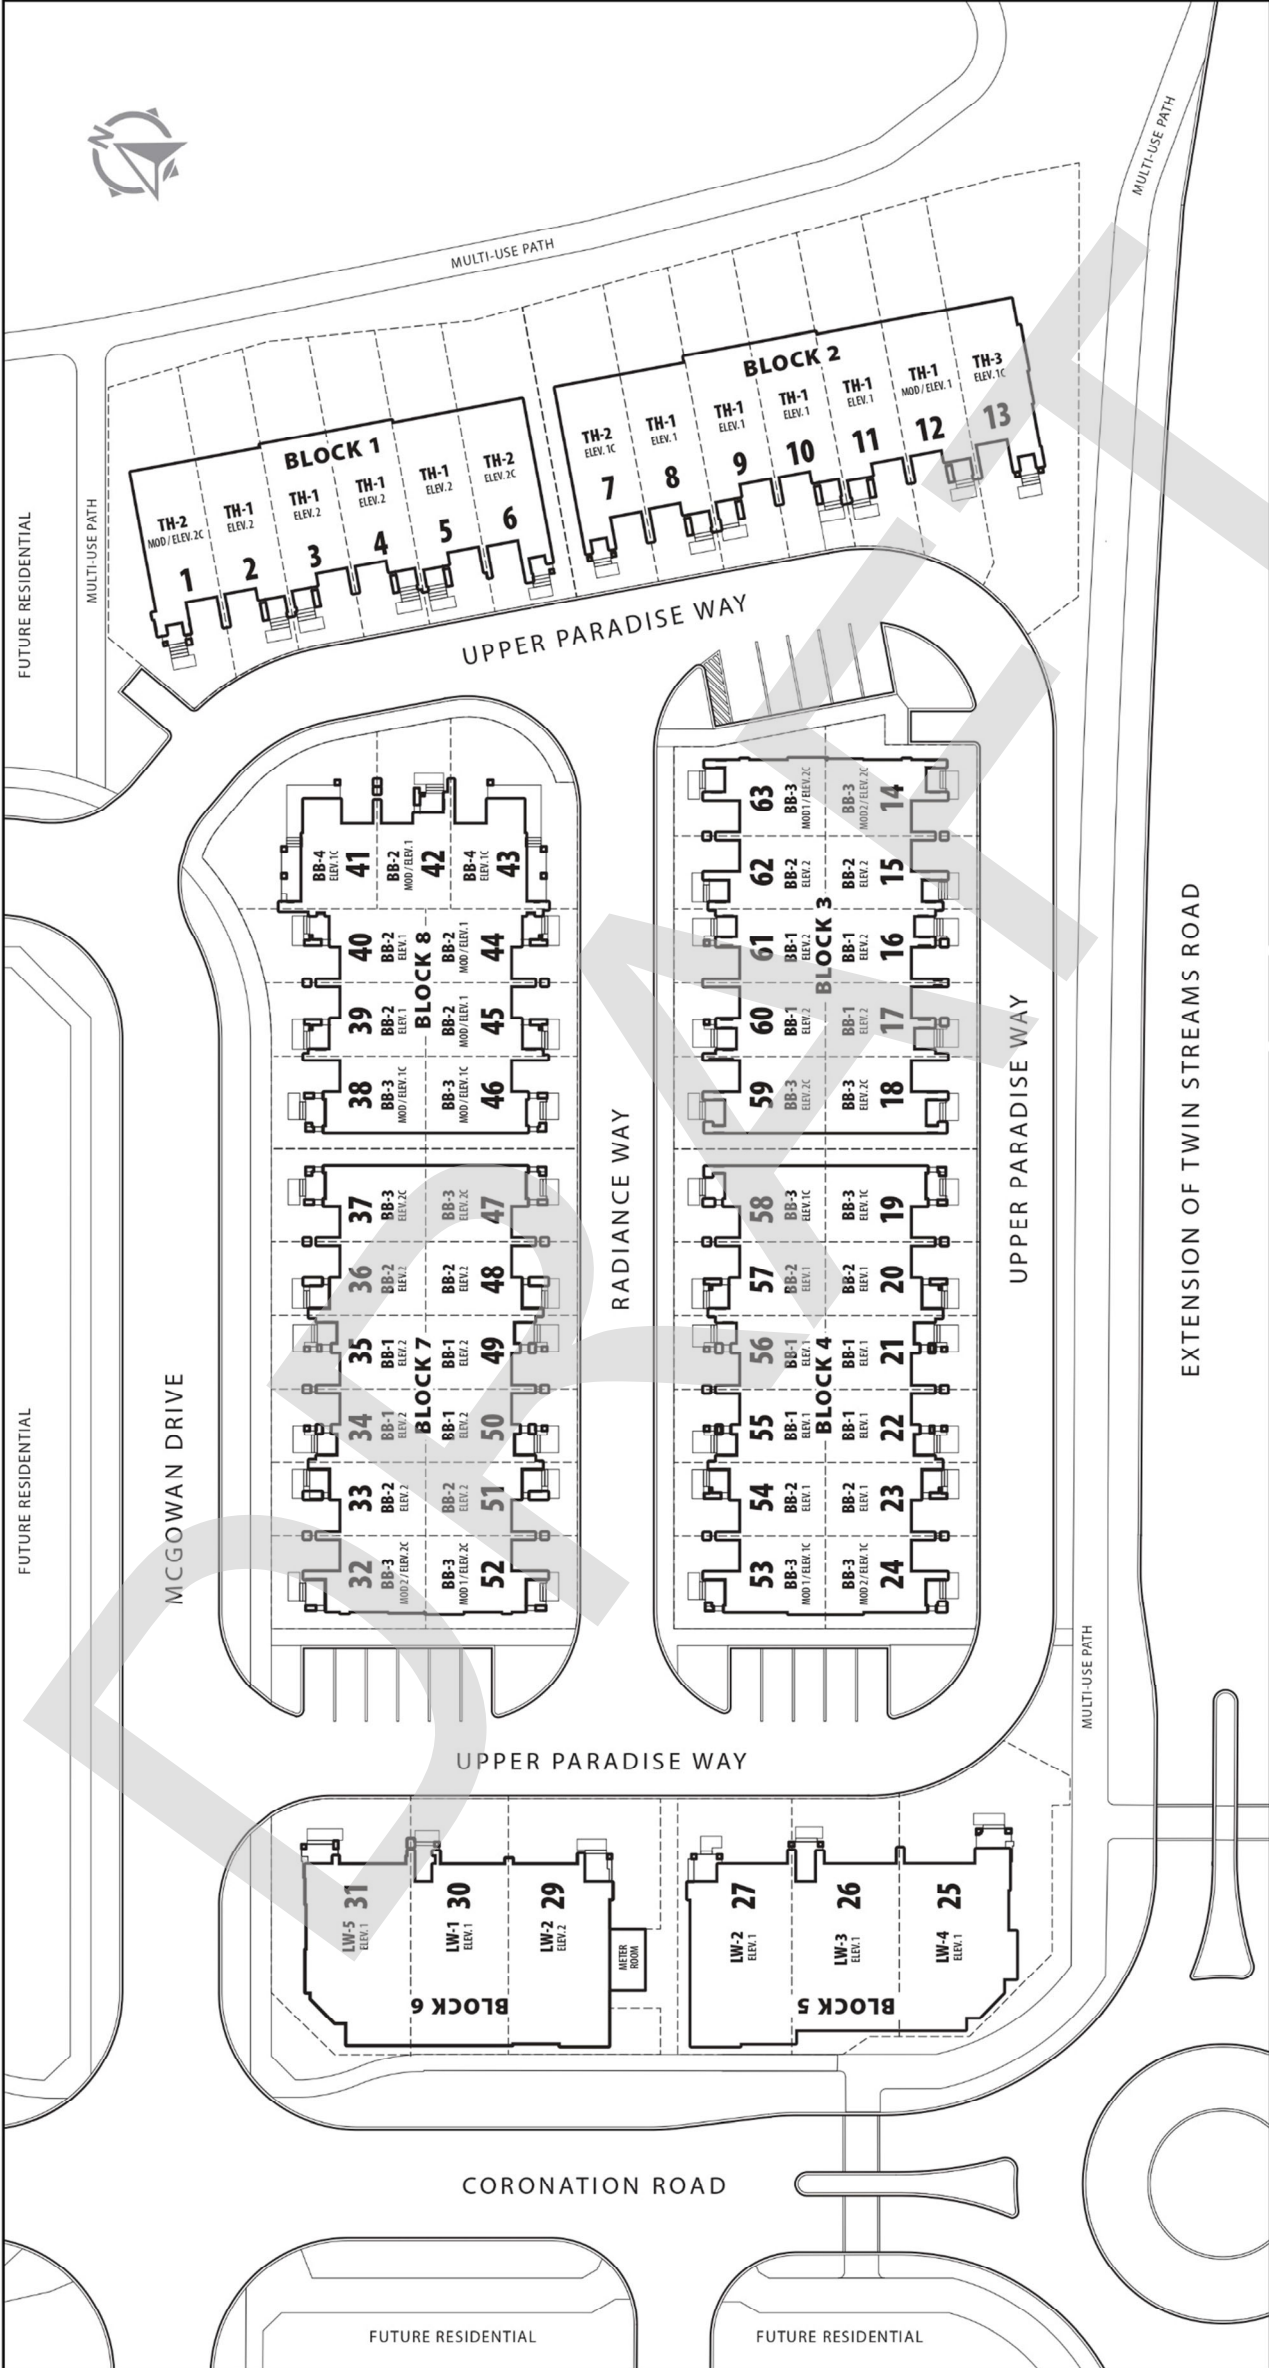 N
MULTI-USE PATH
MULTI-USE PATH
MULTI-USE PATH
FUTURE RESIDENTIAL
BLOCK 1
TH-2
MOD / ELEV. 2C
1
TH-1
ELEV. 2
2
TH-1
ELEV. 2
3
TH-1
ELEV. 2
4
TH-1
ELEV. 2
5
TH-2
ELEV. 2C
6
BLOCK 2
TH-2
ELEV. 1C
7
TH-1
ELEV. 1
8
TH-1
ELEV. 1
9
TH-1
ELEV. 1
10
TH-1
ELEV. 1
11
TH-1
MOD / ELEV. 1
12
TH-3
ELEV. 1C
13
UPPER PARADISE WAY
41
BB-4
ELEV. 1C
42
BB-2
MOD / ELEV. 1
43
BB-4
ELEV. 1C
BLOCK 8
40
BB-2
ELEV. 1
39
BB-2
ELEV. 1
38
BB-3
MOD / ELEV. 1C
BB-2
MOD / ELEV. 1
44
BB-2
MOD / ELEV. 1
45
BB-3
MOD / ELEV. 1C
46
BLOCK 3
63
BB-3
MOD 1 / ELEV. 2C
62
BB-2
ELEV. 2
61
BB-1
ELEV. 2
60
BB-1
ELEV. 2
59
BB-3
ELEV. 2C
BB-3
MOD 2 / ELEV. 2C
14
BB-2
ELEV. 2
15
BB-1
ELEV. 2
16
BB-1
ELEV. 2
17
BB-3
ELEV. 2C
18
BLOCK 7
37
BB-3
ELEV. 2C
36
BB-2
ELEV. 2
35
BB-1
ELEV. 2
34
BB-1
ELEV. 2
33
BB-2
ELEV. 2
32
BB-3
MOD 2 / ELEV. 2C
BB-3
ELEV. 2C
47
BB-2
ELEV. 2
48
BB-1
ELEV. 2
49
BB-1
ELEV. 2
50
BB-2
ELEV. 2
51
BB-3
MOD 1 / ELEV. 2C
52
BLOCK 4
58
BB-3
ELEV. 1C
57
BB-2
ELEV. 1
56
BB-1
ELEV. 1
55
BB-1
ELEV. 1
54
BB-2
ELEV. 1
53
BB-3
MOD 1 / ELEV. 1C
BB-3
ELEV. 1C
19
BB-2
ELEV. 1
20
BB-1
ELEV. 1
21
BB-1
ELEV. 1
22
BB-2
ELEV. 1
23
BB-3
MOD 2 / ELEV. 1C
24
RADIANCE WAY
UPPER PARADISE WAY
EXTENSION OF TWIN STREAMS ROAD
MCGOWAN DRIVE
FUTURE RESIDENTIAL
MULTI-USE PATH
UPPER PARADISE WAY
31
LW-5
ELEV. 1
30
LW-1
ELEV. 1
29
LW-2
ELEV. 2
METER
ROOM
BLOCK 6
27
LW-2
ELEV. 1
26
LW-3
ELEV. 1
25
LW-4
ELEV. 1
BLOCK 5
CORONATION ROAD
FUTURE RESIDENTIAL
FUTURE RESIDENTIAL
DRAFT